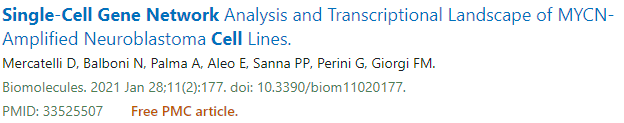 Single-Cell Gene Network Analysis and Transcriptional Landscape of MYCN-
Amplified Neuroblastoma Cell Lines.
Mercatelli D, Balboni N, Palma A, Aleo E, Sanna PP, Perini G, Giorgi FM.
Biomolecules. 2021 Jan 28;11(2):177. doi: 10.3390/biom11020177.
PMID: 33525507 Free PMC article.